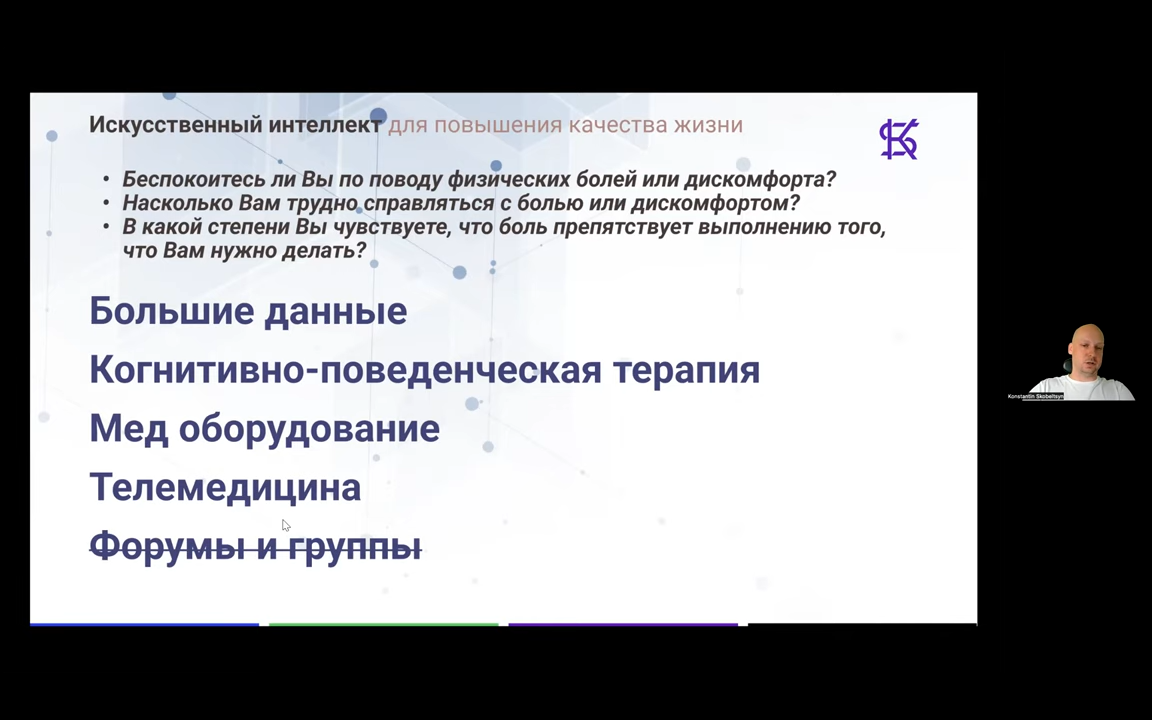 Искусственный интеллект для повышения качества жизни
• Беспокоитесь ли Вы по поводу физических болей или дискомфорта?
• Насколько Вам трудно справляться с болью или дискомфортом?
• В какой степени Вы чувствуете, что боль препятствует выполнению того,
что Вам нужно делать?
Большие данные
Когнитивно-поведенческая терапия
Мед оборудование
Телемедицина
Форумы и группы
Konstantin Skobeltsyn